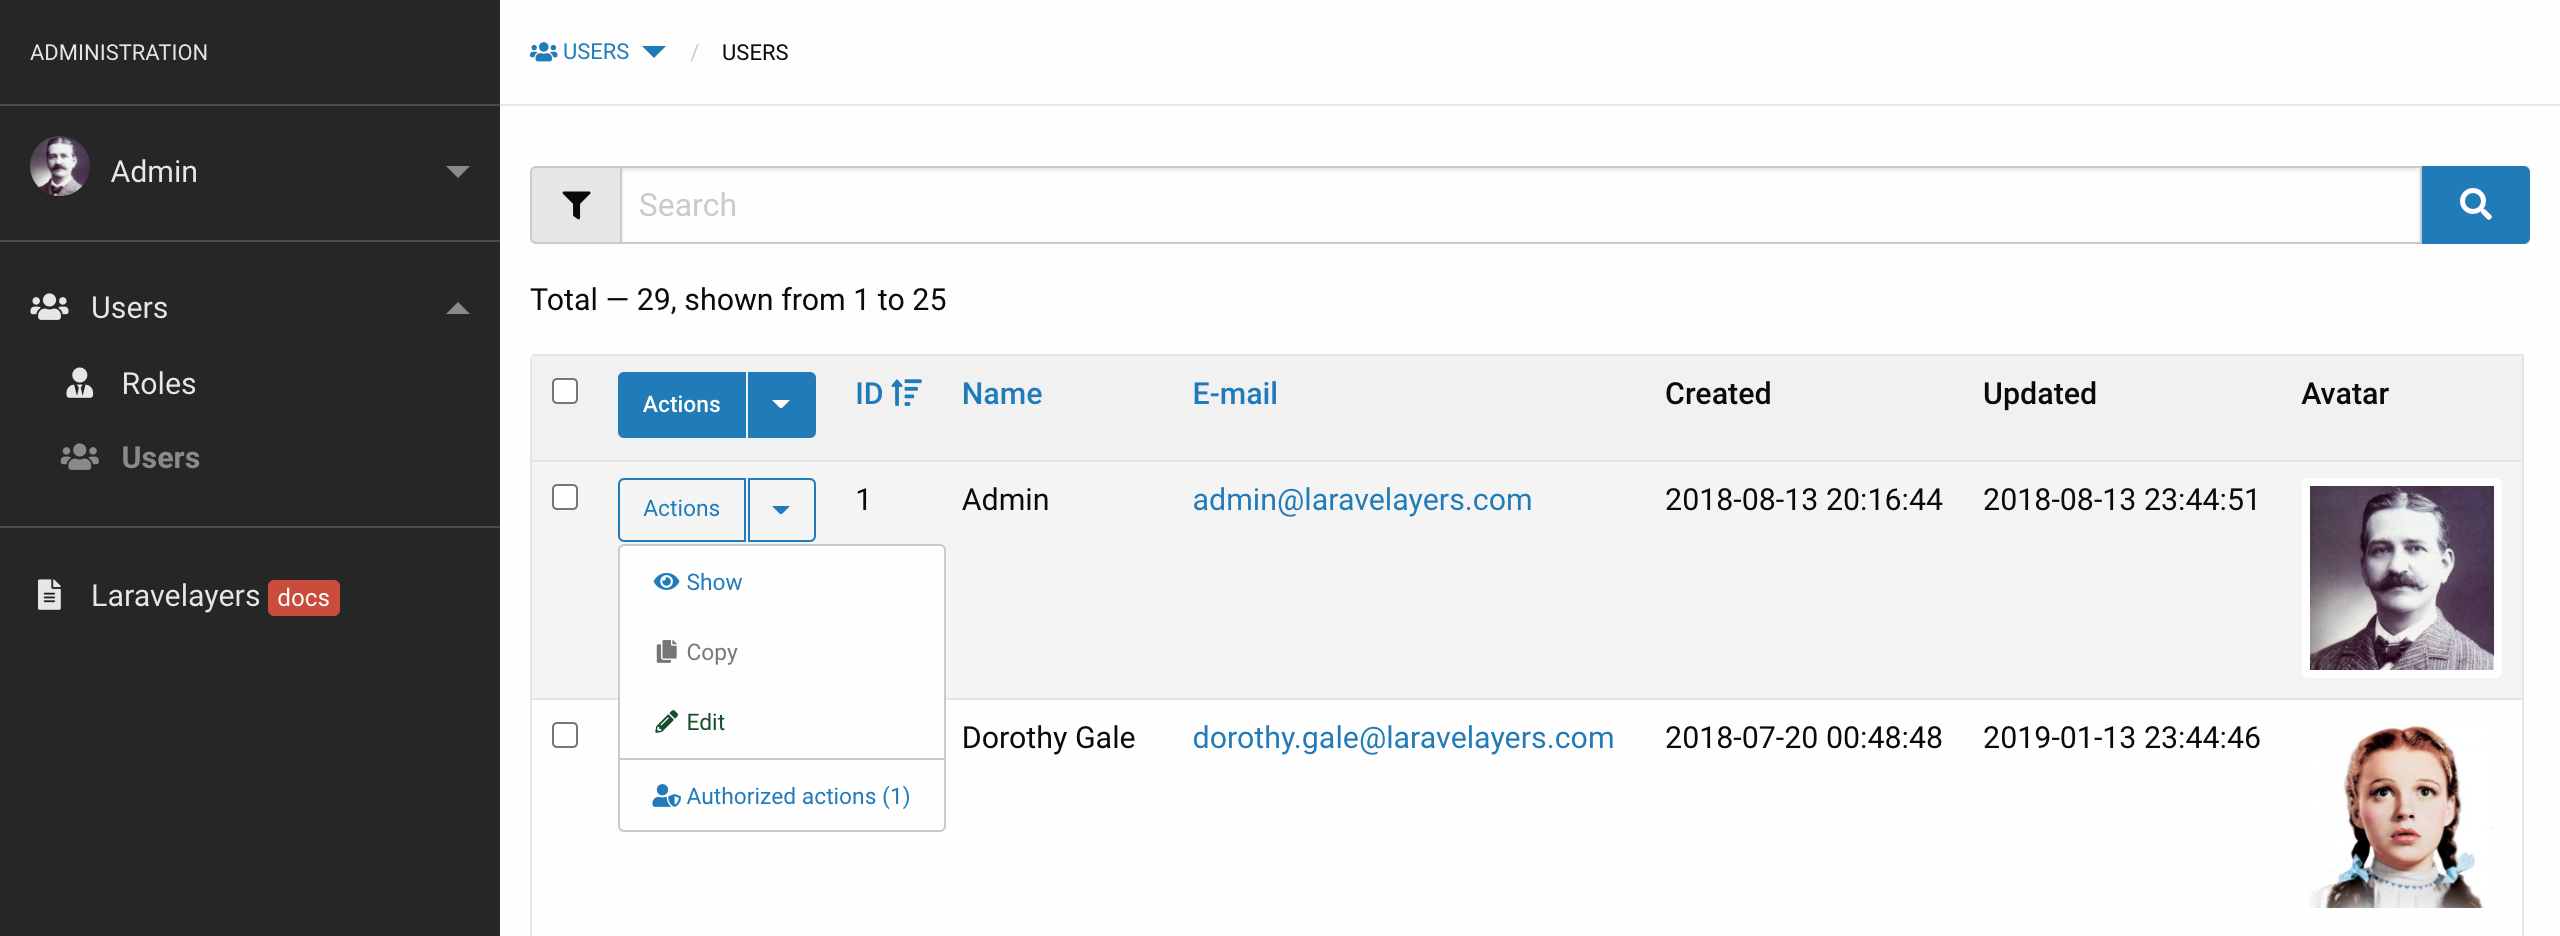 ADMINISTRATION
USERS / USERS
Admin
Search
Users
Total — 29, shown from 1 to 25
Roles
Users
Laravelayers docs
Actions ID Name E-mail Created Updated Avatar
Actions 1 Admin admin@laravelayers.com 2018-08-13 20:16:44 2018-08-13 23:44:51
Show
Copy
Edit
Authorized actions (1)
Dorothy Gale dorothy.gale@laravelayers.com 2018-07-20 00:48:48 2019-01-13 23:44:46